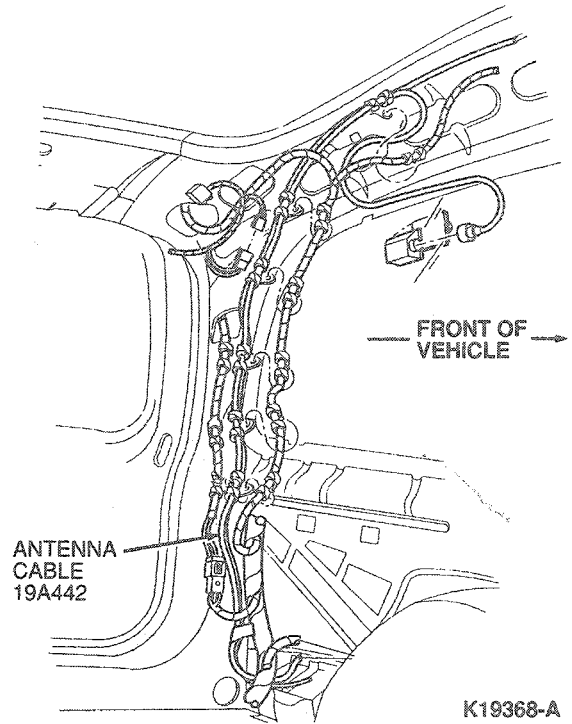 FRONT OF
VEHICLE
ANTENNA
CABLE
19A442
K19368-A